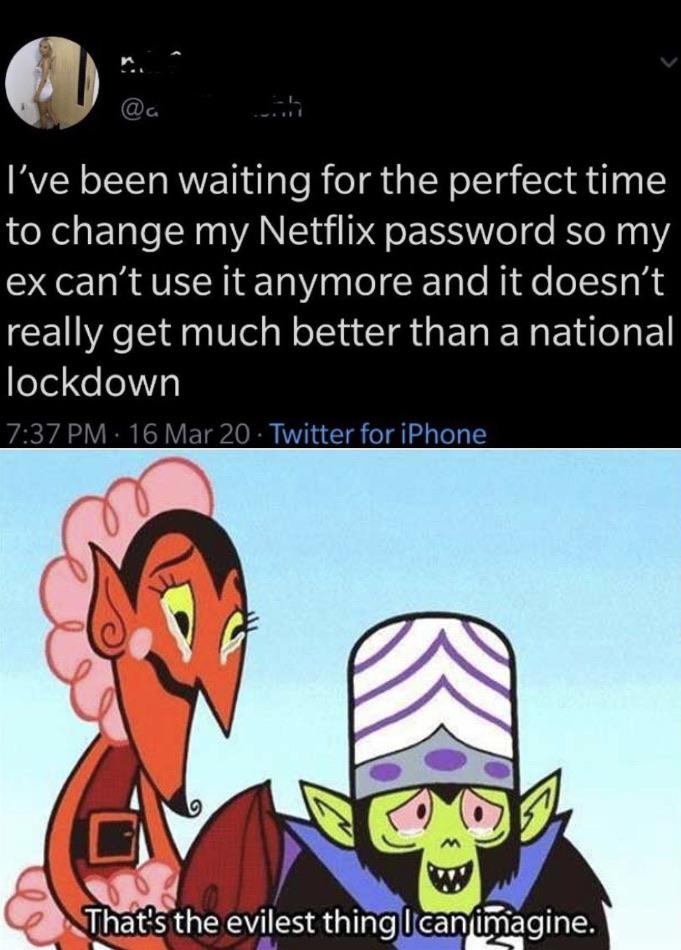 I've been waiting for the perfect time
to change my Netflix password so my
ex can't use it anymore and it doesn't
really get much better than a national
lockdown
7:37 PM · 16 Mar 20 · Twitter for iPhone
That's the evilest thing I can imagine.